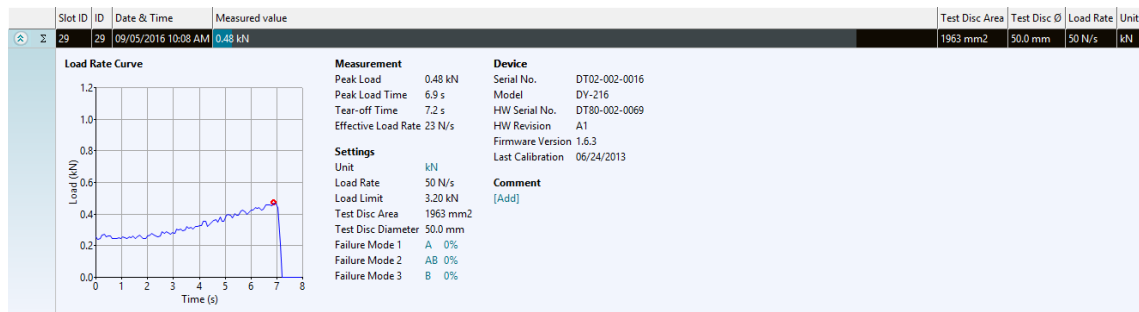 Slot ID ID Date & Time Measured value Test Disc Area Test Disc Ø Load Rate Unit
Σ 29 29 09/05/2016 10:08 AM 0.48 kN 1963 mm2 50.0 mm 50 N/s kN
Load Rate Curve
1.2
1.0
0.8
0.6
0.4
0.2
0.0
Load (kN)
0 1 2 3 4 5 6 7 8
Time (s)
Measurement
Peak Load 0.48 kN
Peak Load Time 6.9 s
Tear-off Time 7.2 s
Effective Load Rate 23 N/s
Settings
Unit kN
Load Rate 50 N/s
Load Limit 3.20 kN
Test Disc Area 1963 mm2
Test Disc Diameter 50.0 mm
Failure Mode 1 A 0%
Failure Mode 2 AB 0%
Failure Mode 3 B 0%
Device
Serial No. DT02-002-0016
Model DY-216
HW Serial No. DT80-002-0069
HW Revision A1
Firmware Version 1.6.3
Last Calibration 06/24/2013
Comment
[Add]